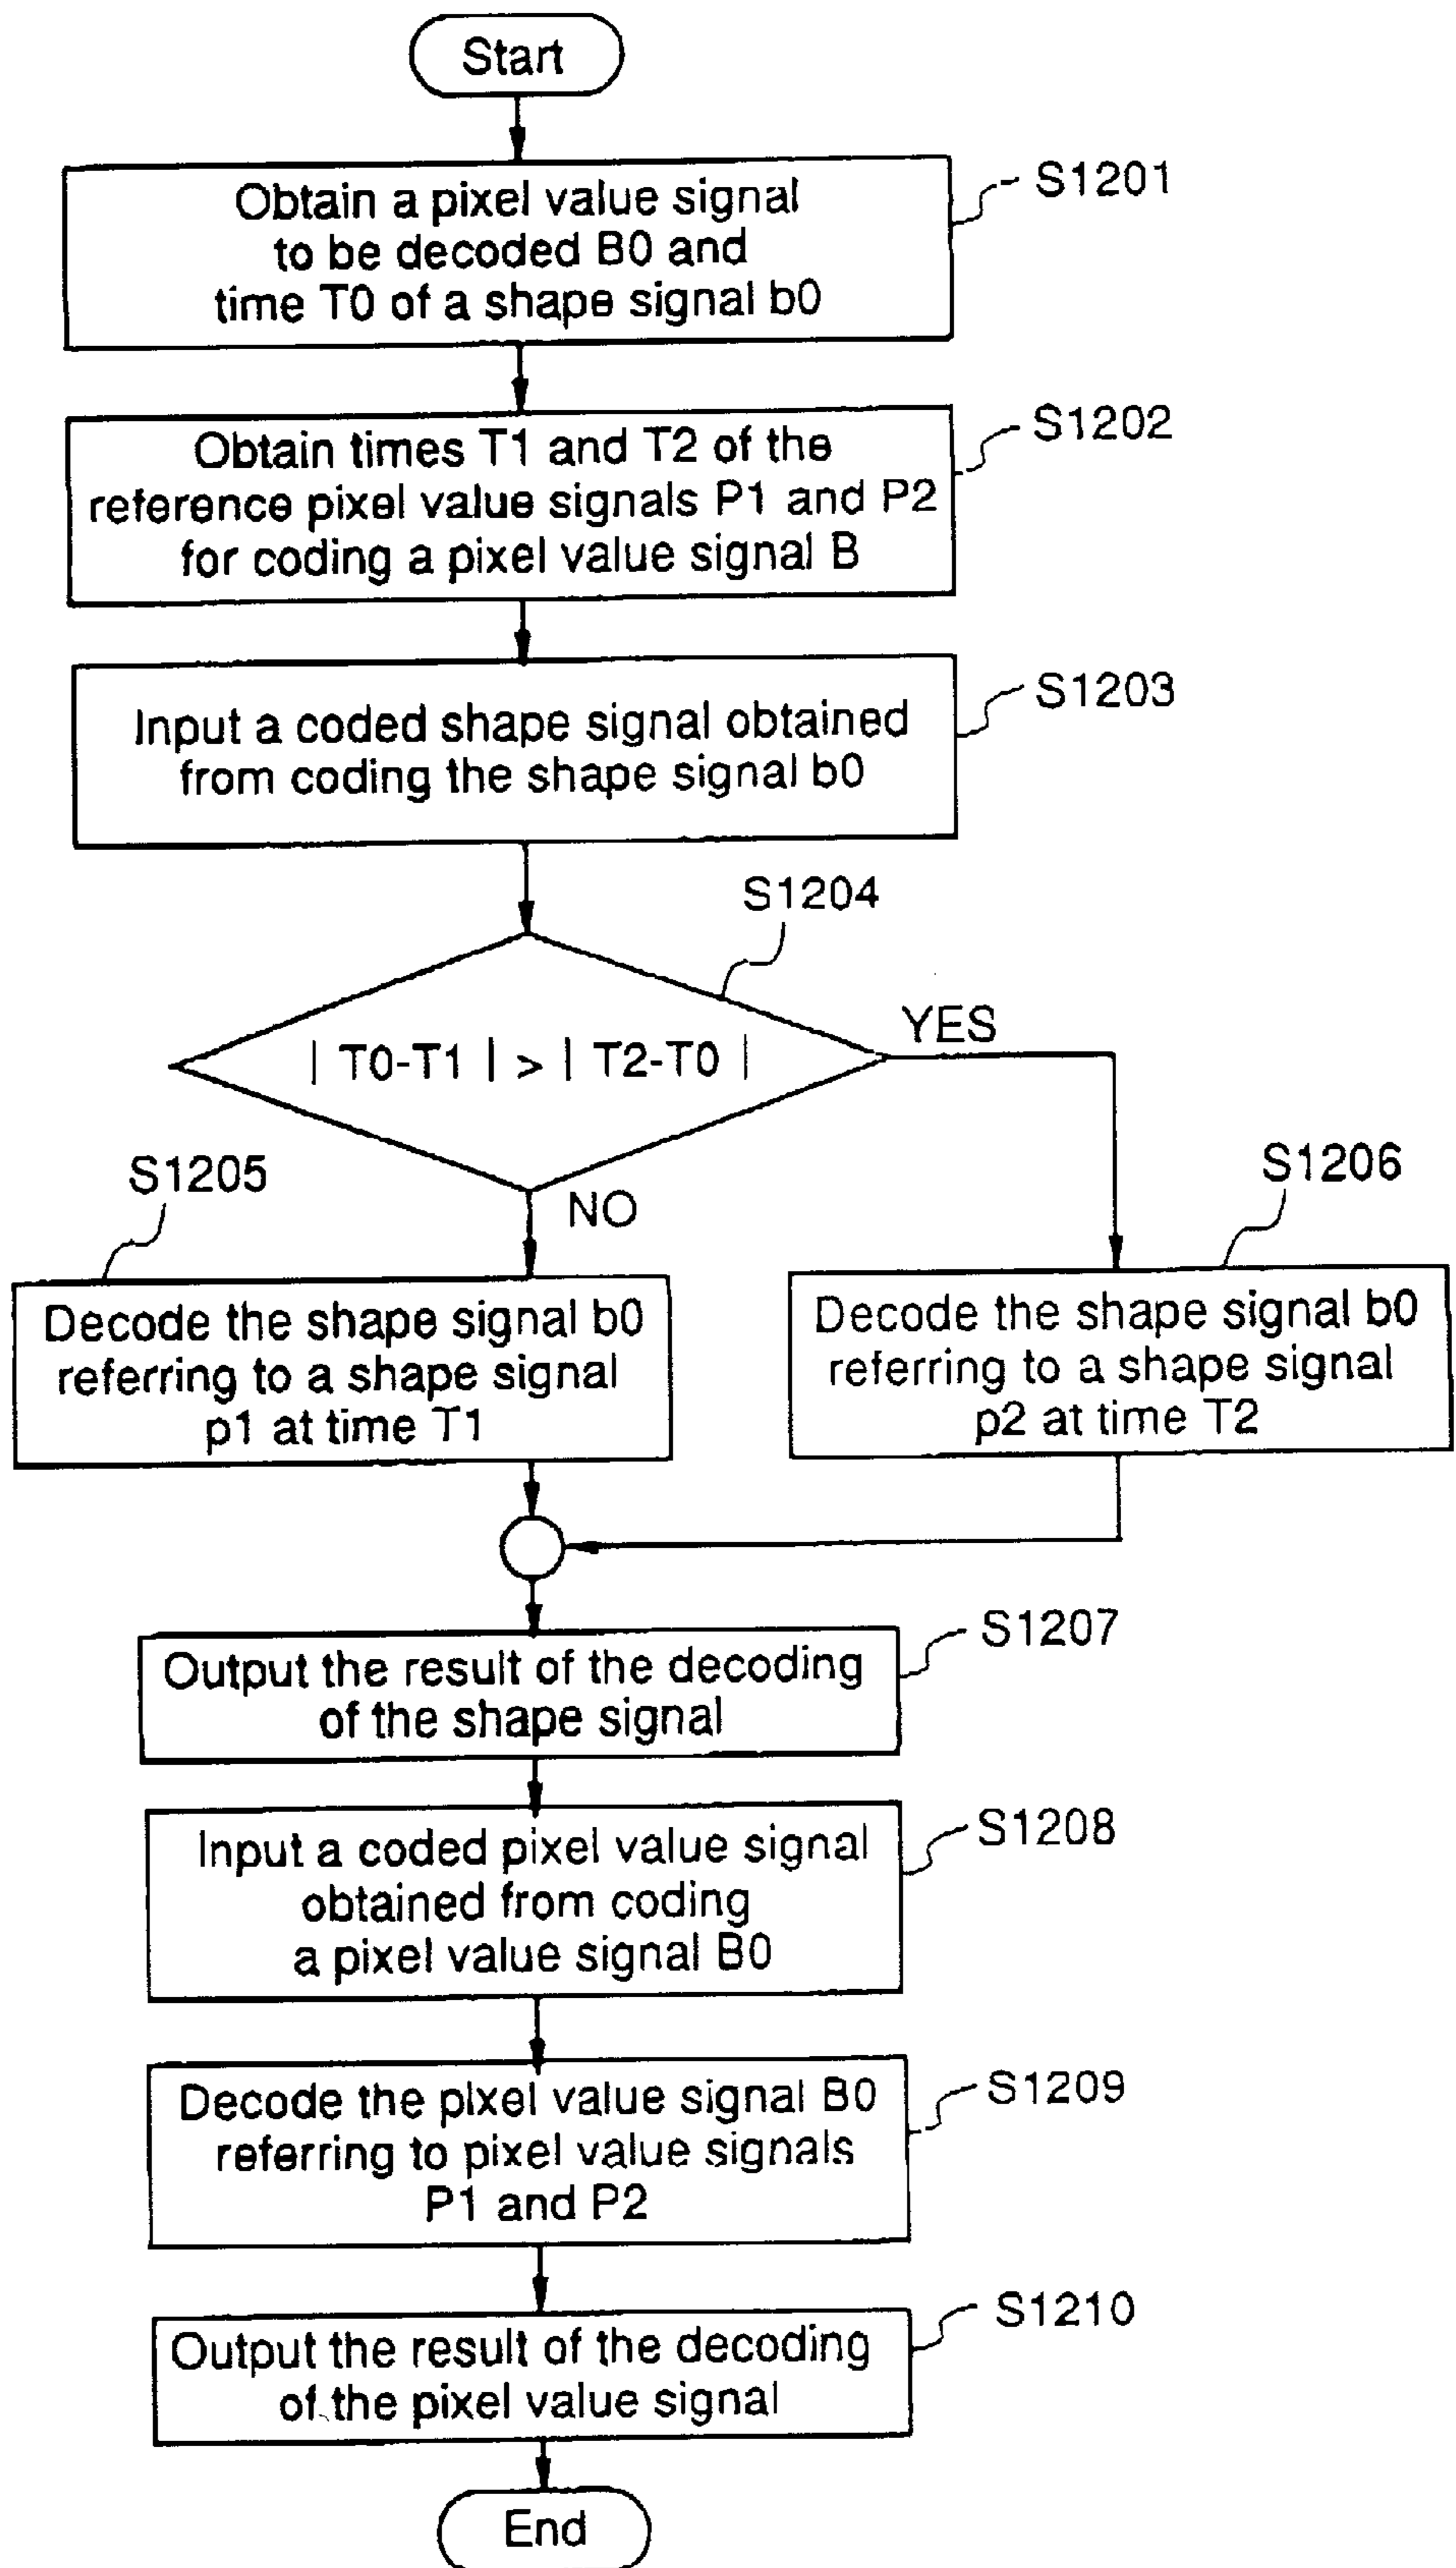 Start
Obtain a pixel value signal
to be decoded B0 and
time T0 of a shape signal b0
S1201
Obtain times T1 and T2 of the
reference pixel value signals P1 and P2
for coding a pixel value signal B
S1202
Input a coded shape signal obtained
from coding the shape signal b0
S1203
S1204
| T0-T1 | > | T2-T0 |
YES
NO
S1205
Decode the shape signal b0
referring to a shape signal
p1 at time T1
S1206
Decode the shape signal b0
referring to a shape signal
p2 at time T2
Output the result of the decoding
of the shape signal
S1207
Input a coded pixel value signal
obtained from coding
a pixel value signal B0
S1208
Decode the pixel value signal B0
referring to pixel value signals
P1 and P2
S1209
Output the result of the decoding
of the pixel value signal
S1210
End